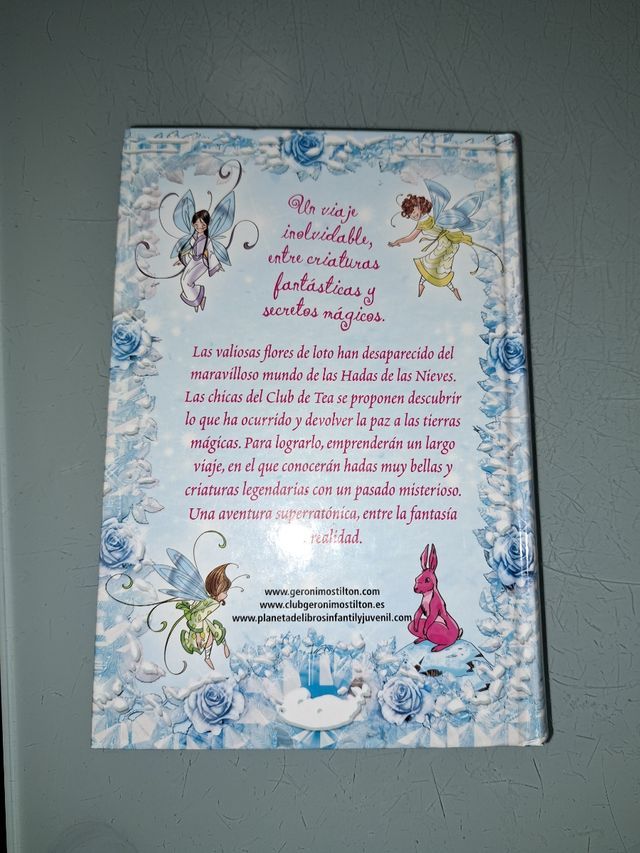 Un viaje
inolvidable,
entre criaturas
fantásticas y
secretos mágicos.
Las valiosas flores de loto han desaparecido del
maravilloso mundo de las Hadas de las Nieves.
Las chicas del Club de Tea se proponen descubrir
lo que ha ocurrido y devolver la paz a las tierras
mágicas. Para lograrlo, emprenderán un largo
viaje, en el que conocerán hadas muy bellas y
criaturas legendarias con un pasado misterioso.
Una aventura superratónica, entre la fantasía
realidad.
www.geronimostilton.com
www.clubgeronimostilton.es
www.planetadelibrosinfantilyjuvenil.com